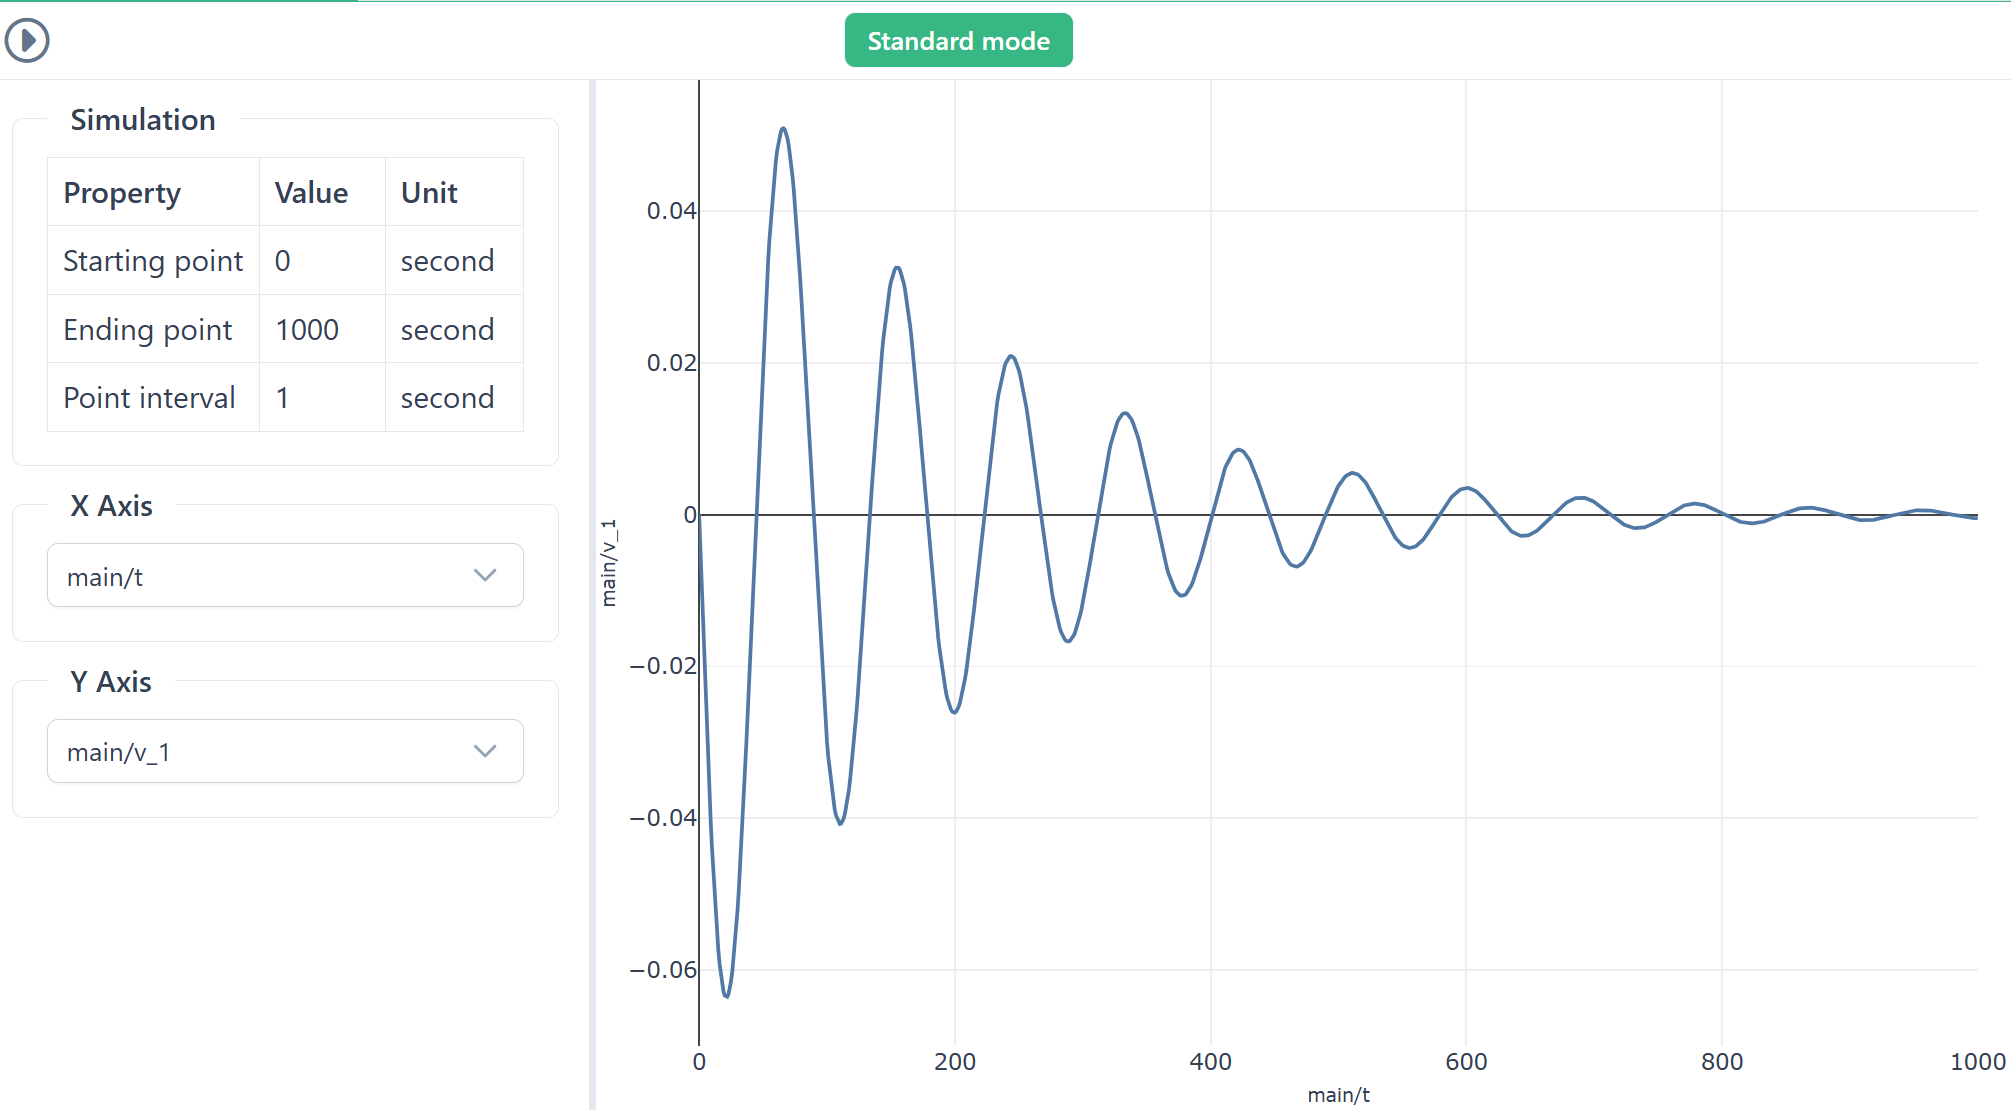 Standard mode
Simulation
Property Value Unit
Starting point 0 second
Ending point 1000 second
Point interval 1 second
X Axis
main/t
Y Axis
main/v_1
0.04
0.02
0
−0.02
−0.04
−0.06
main/v_1
0 200 400 600 800 1000
main/t